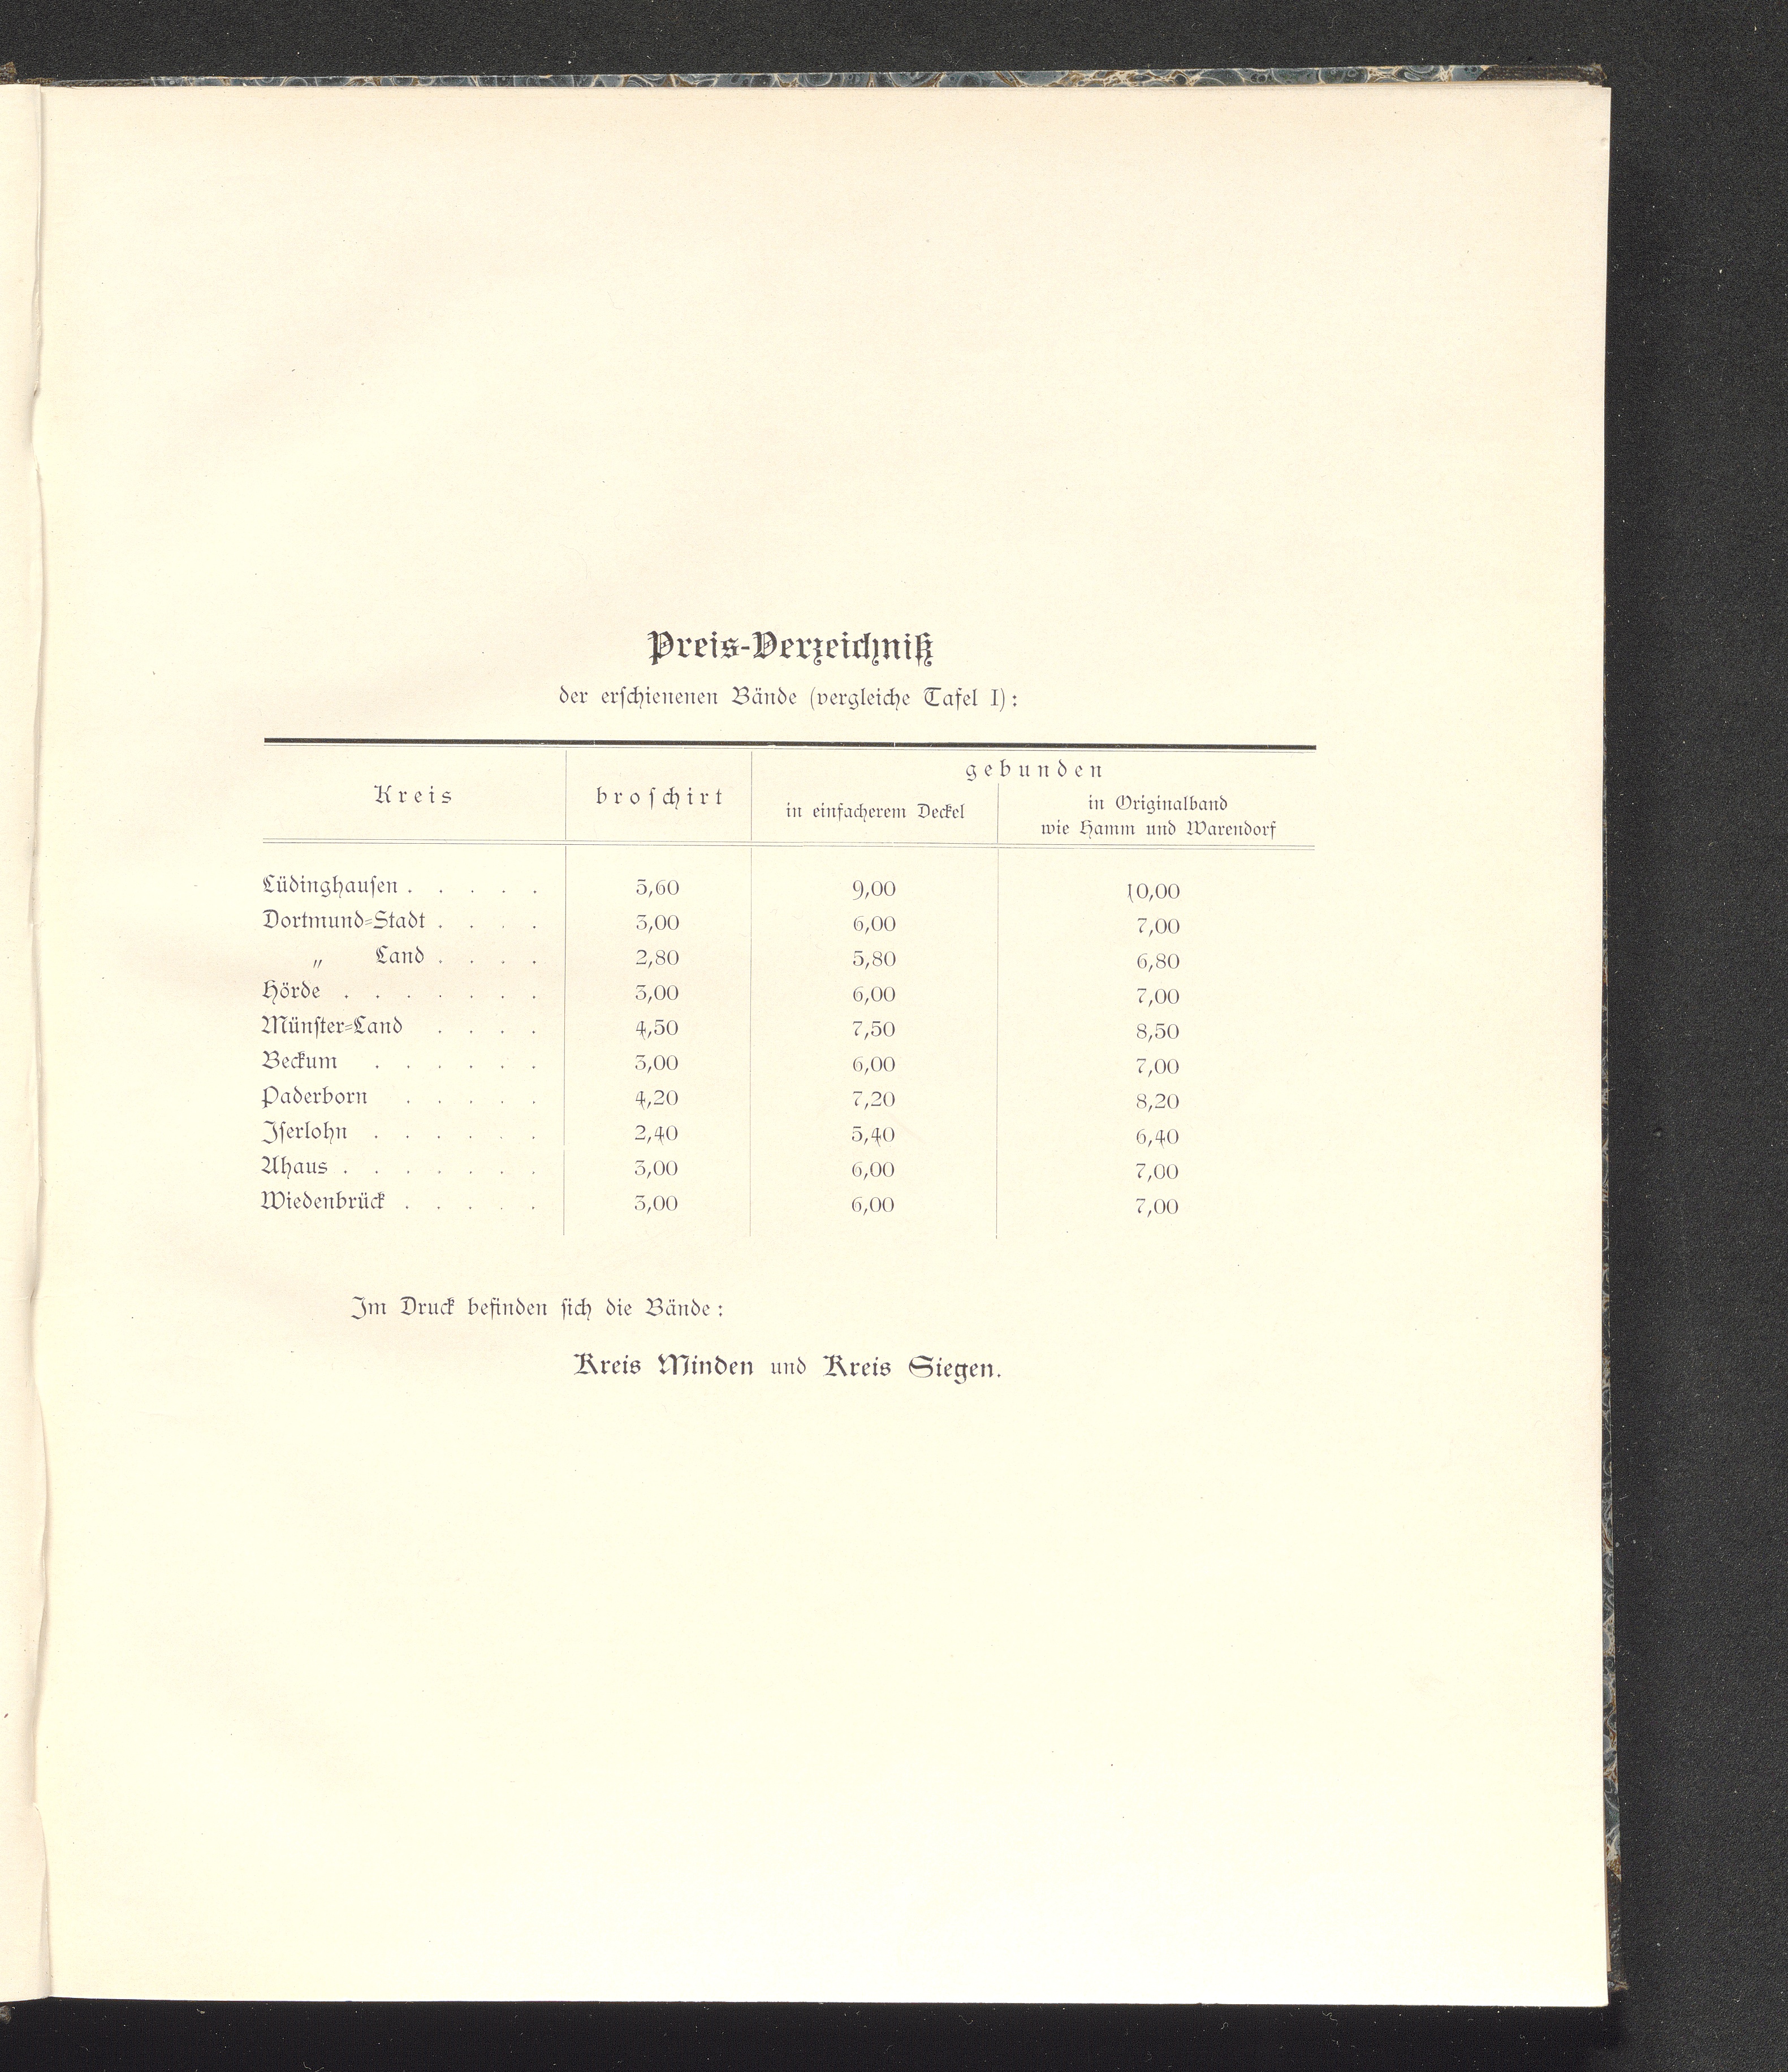 Preis-Verzeichniß
der erschienenen Bände (vergleiche Tafel I):
Kreis broschirt gebunden
in einfacherem Deckel in Originalband
wie Hamm und Warendorf
Lüdinghausen . . . . . 5,60 9,00 10,00
Dortmund-Stadt . . . . 3,00 6,00 7,00
„ Land . . . . 2,80 5,80 6,80
Hörde . . . . . . . 3,00 6,00 7,00
Münster-Land . . . . 4,50 7,50 8,50
Beckum . . . . . . 3,00 6,00 7,00
Paderborn . . . . . 4,20 7,20 8,20
Iserlohn . . . . . . 2,40 5,40 6,40
Ahaus . . . . . . . 3,00 6,00 7,00
Wiedenbrück . . . . . 3,00 6,00 7,00
Im Druck befinden sich die Bände:
Kreis Minden und Kreis Siegen.